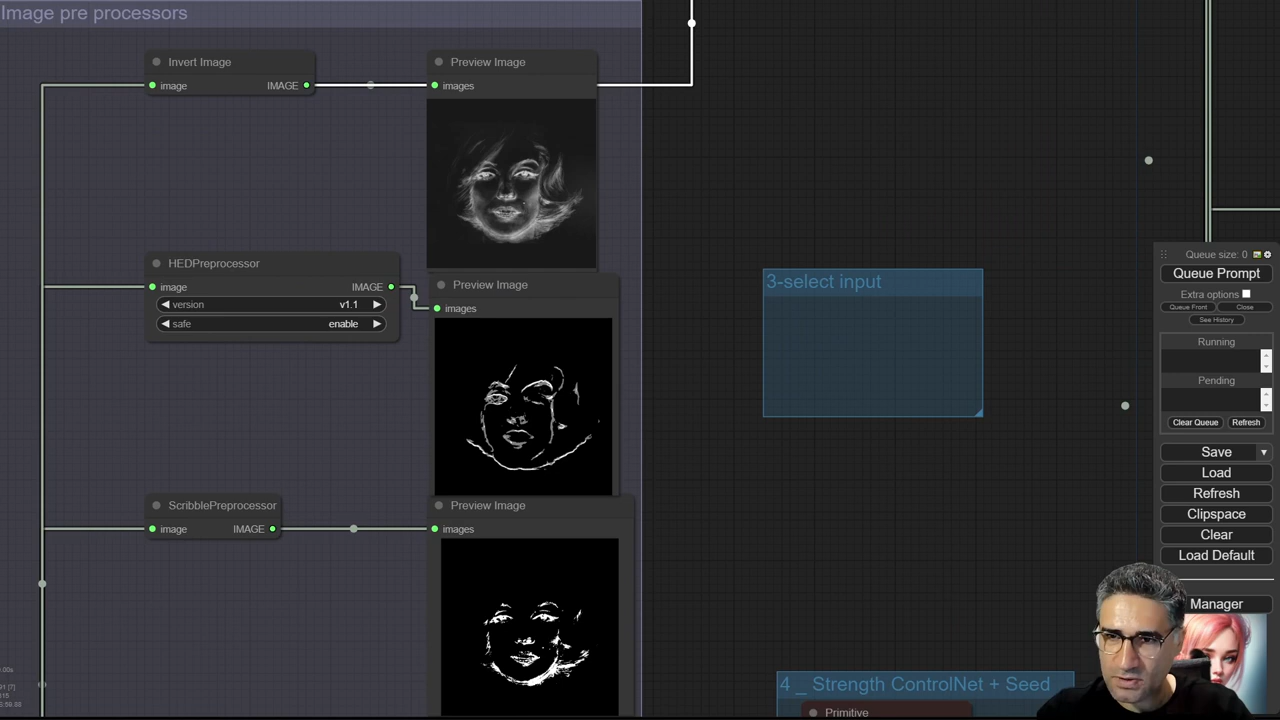 Image pre processors
Invert Image
image IMAGE
Preview Image
images
HEDPreprocessor
image IMAGE
version v1.1
safe enable
Preview Image
images
ScribblePreprocessor
image IMAGE
Preview Image
images
3-select input
4 _ Strength ControlNet + Seed
Primitive
Queue size: 0
Queue Prompt
Extra options
Queue Front Close
See History
Running
Pending
Clear Queue Refresh
Save
Load
Refresh
Clipspace
Clear
Load Default
Manager